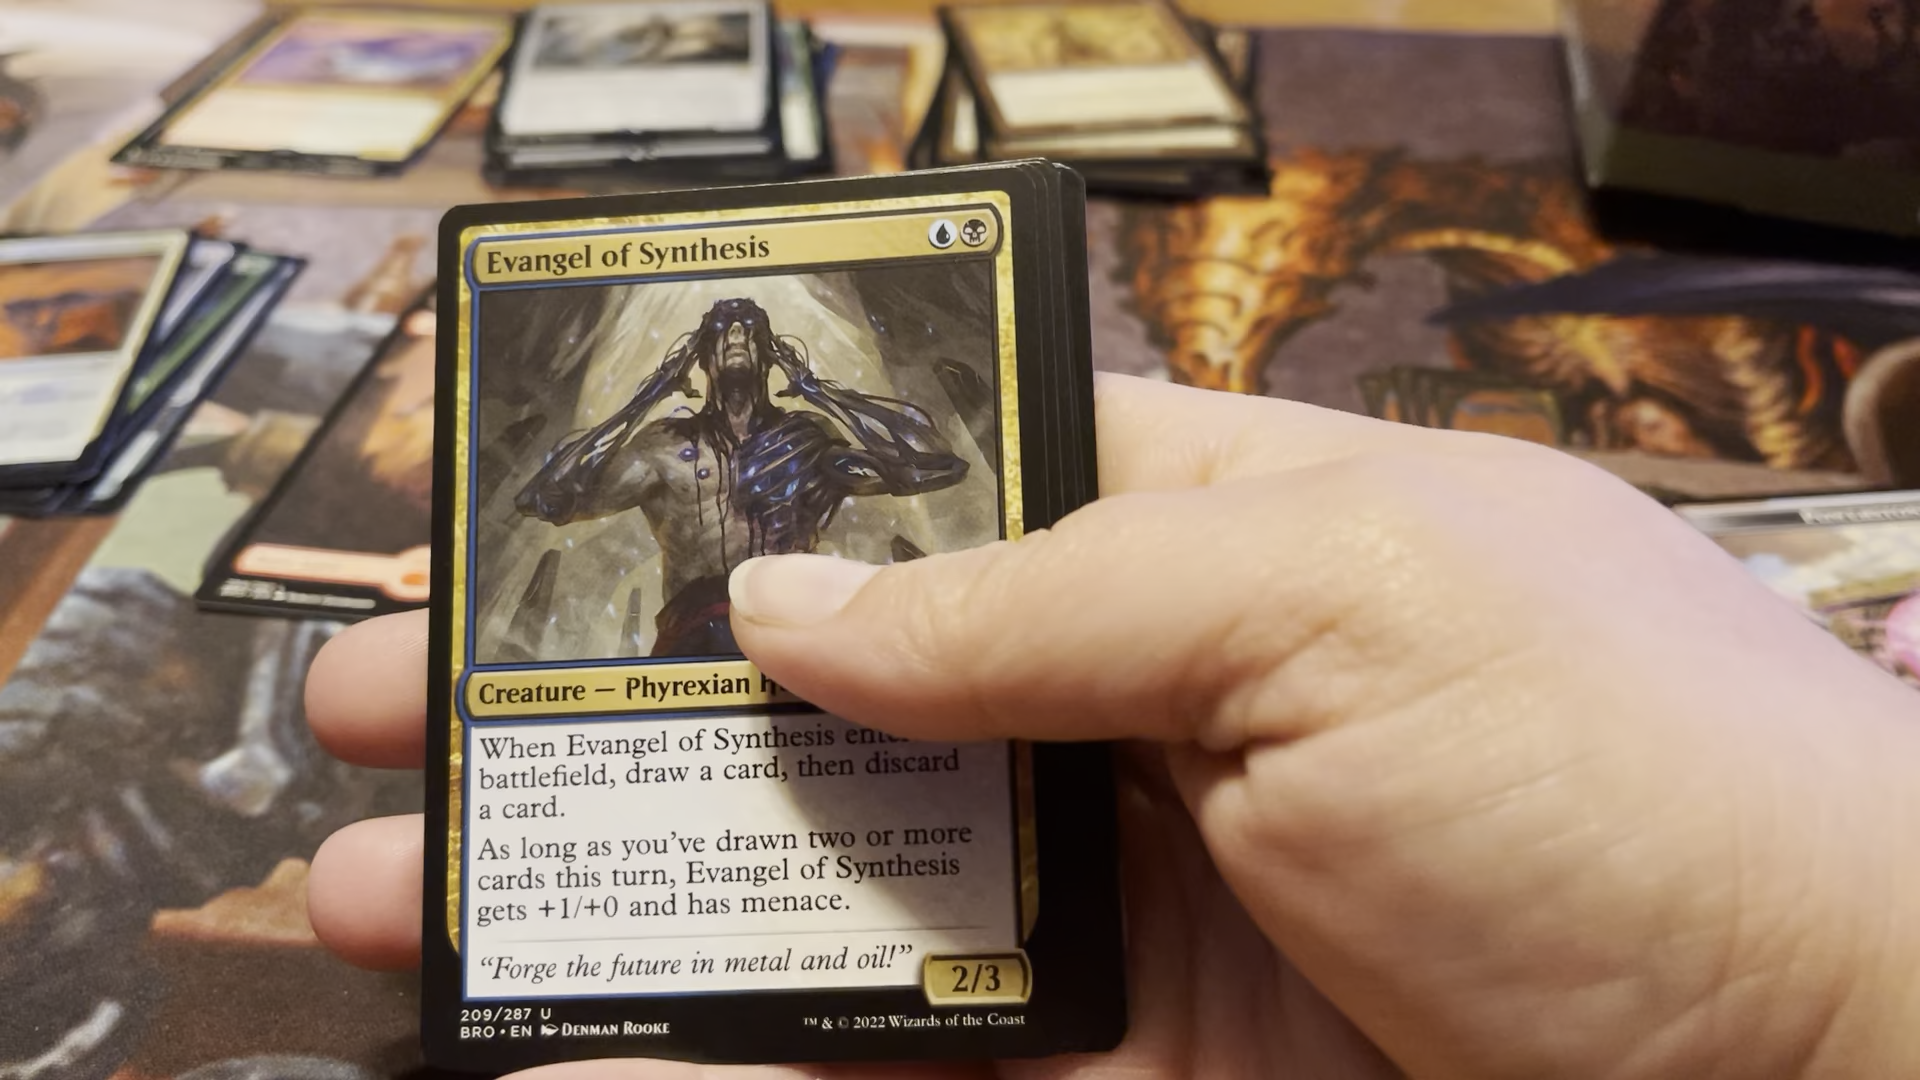 Evangel of Synthesis
Creature — Phyrexian
When Evangel of Synthesis
battlefield, draw a card, then discard
a card.
As long as you've drawn two or more
cards this turn, Evangel of Synthesis
gets +1/+0 and has menace.
“Forge the future in metal and oil!”
2/3
209/287 U
BRO • EN Denman Rooke
™ & © 2022 Wizards of the Coast